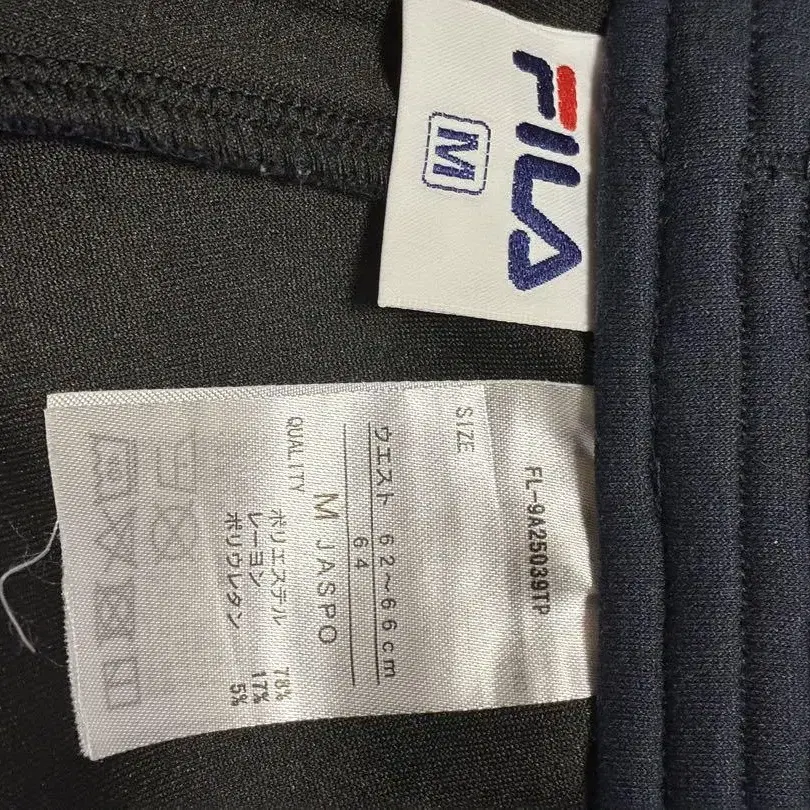 FILA
M
FL-9A25039TP
SIZE
ウエスト 62～66cm
64
M JASPO
QUALITY
ポリエステル 78%
レーヨン 17%
ポリウレタン 5%